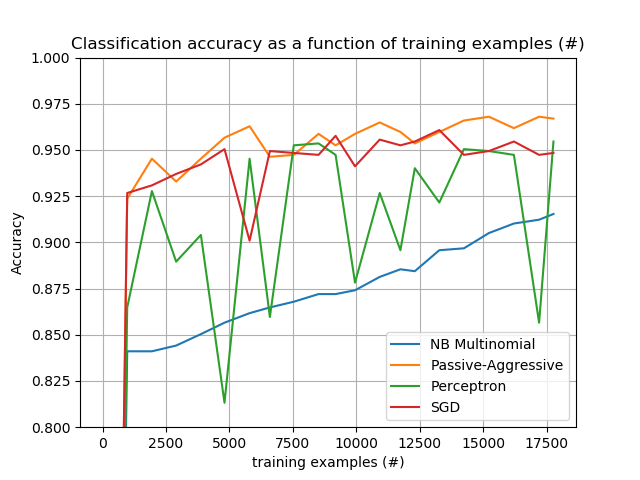 Classification accuracy as a function of training examples (#)
1.000
0.975
0.950
0.925
0.900
0.875
0.850
0.825
0.800
Accuracy
NB Multinomial
Passive-Aggressive
Perceptron
SGD
0 2500 5000 7500 10000 12500 15000 17500
training examples (#)